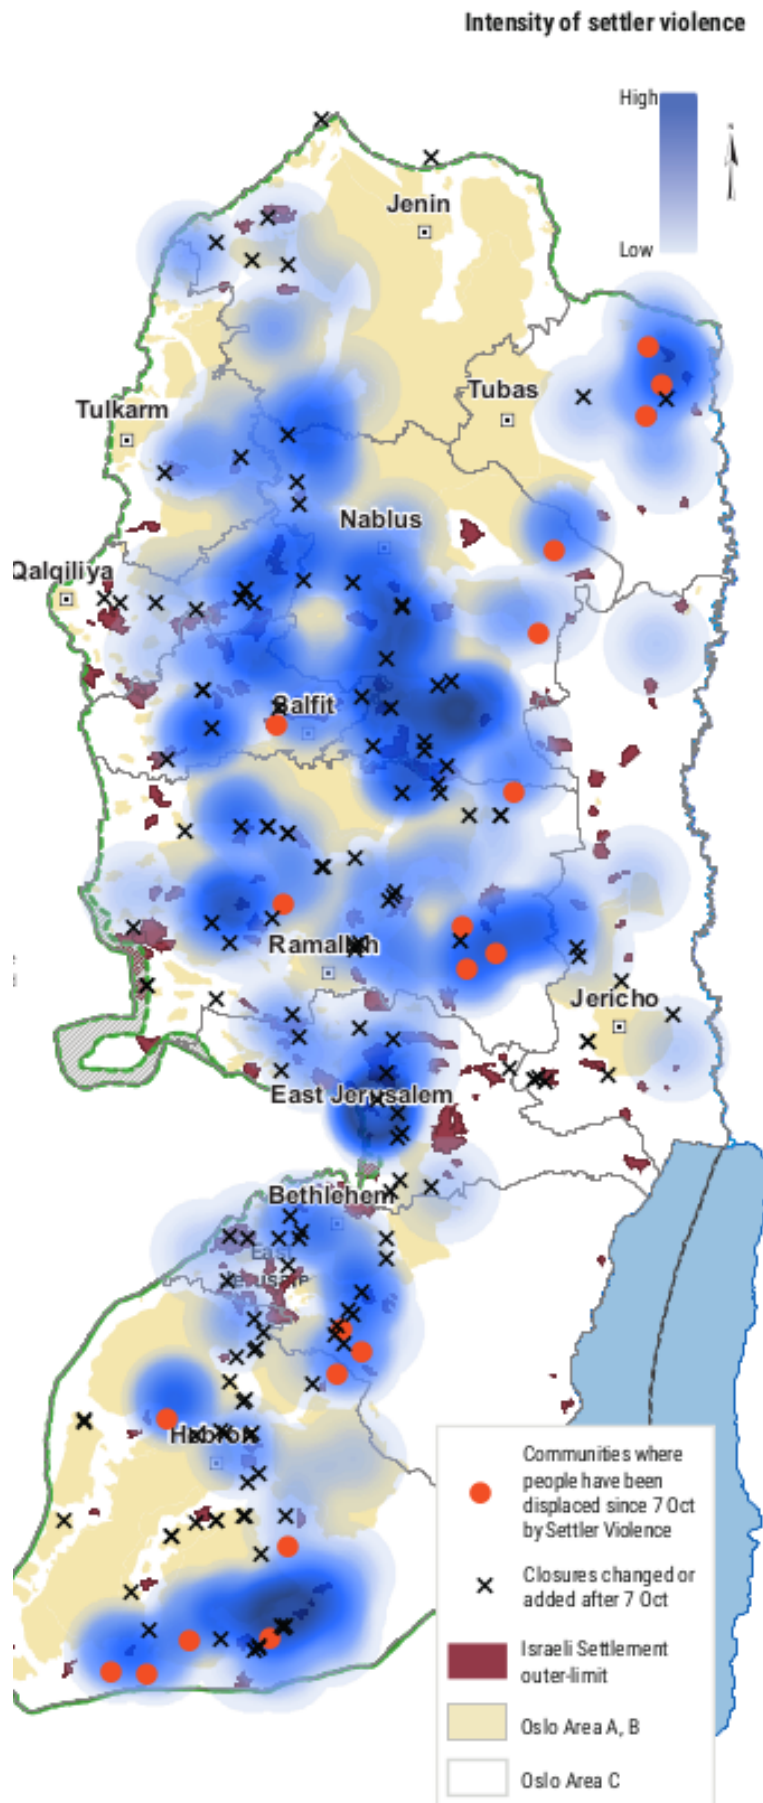 Intensity of settler violence
High
Low
Jenin
Tubas
Tulkarm
Nablus
Qalqiliya
Salfit
Ramallah
Jericho
East Jerusalem
Bethlehem
East
Jerusale
Hebron
Communities where
people have been
displaced since 7 Oct
by Settler Violence
Closures changed or
added after 7 Oct
Israeli Settlement
outer-limit
Oslo Area A, B
Oslo Area C